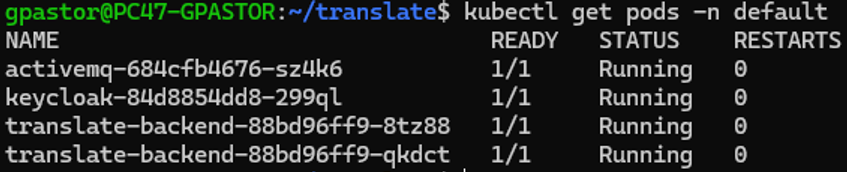 gpastor@PC47-GPASTOR:~/translate$ kubectl get pods -n default
NAME READY STATUS RESTARTS
activemq-684cfb4676-sz4k6 1/1 Running 0
keycloak-84d8854dd8-299ql 1/1 Running 0
translate-backend-88bd96ff9-8tz88 1/1 Running 0
translate-backend-88bd96ff9-qkdct 1/1 Running 0